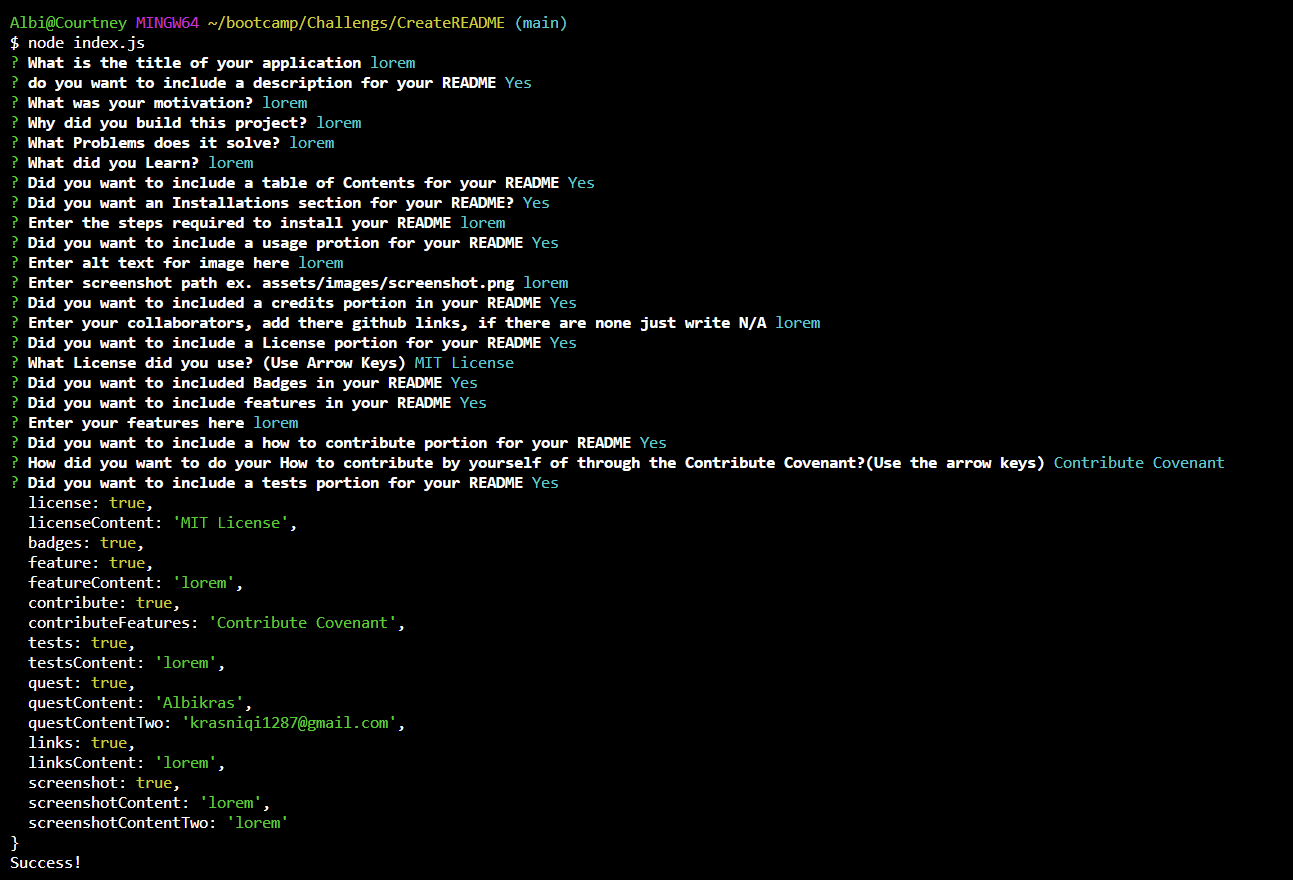 Albi@Courtney MINGW64 ~/bootcamp/Challengs/CreateREADME (main)
$ node index.js
? What is the title of your application lorem
? do you want to include a description for your README Yes
? What was your motivation? lorem
? Why did you build this project? lorem
? What Problems does it solve? lorem
? What did you Learn? lorem
? Did you want to include a table of Contents for your README Yes
? Did you want an Installations section for your README? Yes
? Enter the steps required to install your README lorem
? Did you want to include a usage protion for your README Yes
? Enter alt text for image here lorem
? Enter screenshot path ex. assets/images/screenshot.png lorem
? Did you want to included a credits portion in your README Yes
? Enter your collaborators, add there github links, if there are none just write N/A lorem
? Did you want to include a License portion for your README Yes
? What License did you use? (Use Arrow Keys) MIT License
? Did you want to included Badges in your README Yes
? Did you want to include features in your README Yes
? Enter your features here lorem
? Did you want to include a how to contribute portion for your README Yes
? How did you want to do your How to contribute by yourself of through the Contribute Covenant?(Use the arrow keys) Contribute Covenant
? Did you want to include a tests portion for your README Yes
  license: true,
  licenseContent: 'MIT License',
  badges: true,
  feature: true,
  featureContent: 'lorem',
  contribute: true,
  contributeFeatures: 'Contribute Covenant',
  tests: true,
  testsContent: 'lorem',
  quest: true,
  questContent: 'Albikras',
  questContentTwo: 'krasniqi1287@gmail.com',
  links: true,
  linksContent: 'lorem',
  screenshot: true,
  screenshotContent: 'lorem',
  screenshotContentTwo: 'lorem'
}
Success!